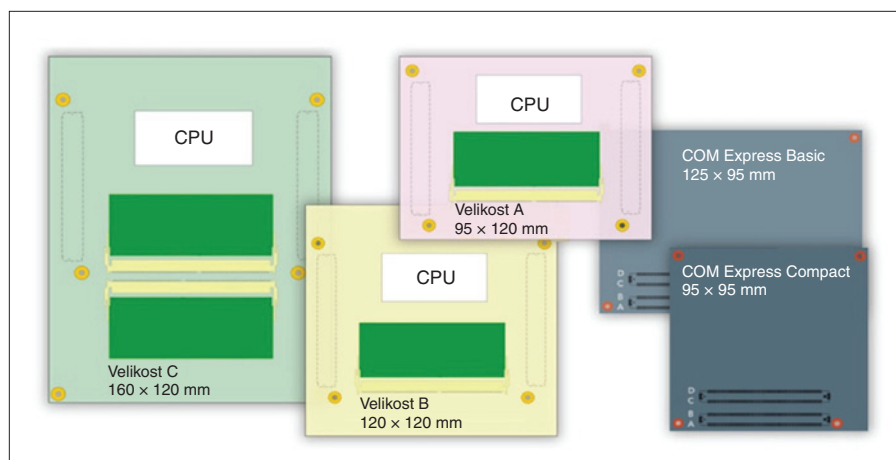 CPU
Velikost C
160 × 120 mm
CPU
Velikost A
95 × 120 mm
CPU
Velikost B
120 × 120 mm
COM Express Basic
125 × 95 mm
D
C
B
A
COM Express Compact
95 × 95 mm
D
C
B
A